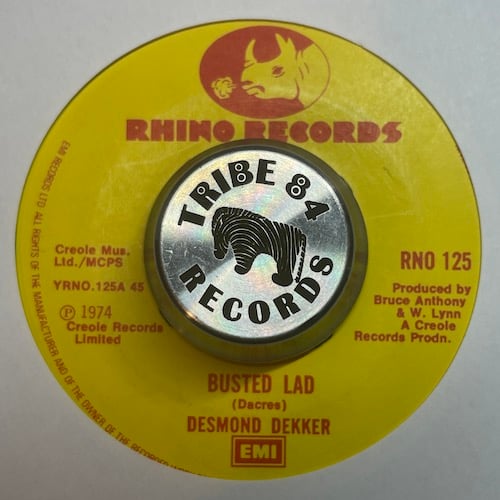 RHINO RECORDS
TRIBE 84
RECORDS
Creole Mus.
Ltd./MCPS
YRNO.125A 45
Ⓟ 1974
Creole Records
Limited
RNO 125
Produced by
Bruce Anthony
& W. Lynn
A Creole
Records Prodn.
BUSTED LAD
(Dacres)
DESMOND DEKKER
EMI
EMI RECORDS LTD ALL RIGHTS OF THE MANUFACTURER AND OF THE OWNER OF THE RECORDED